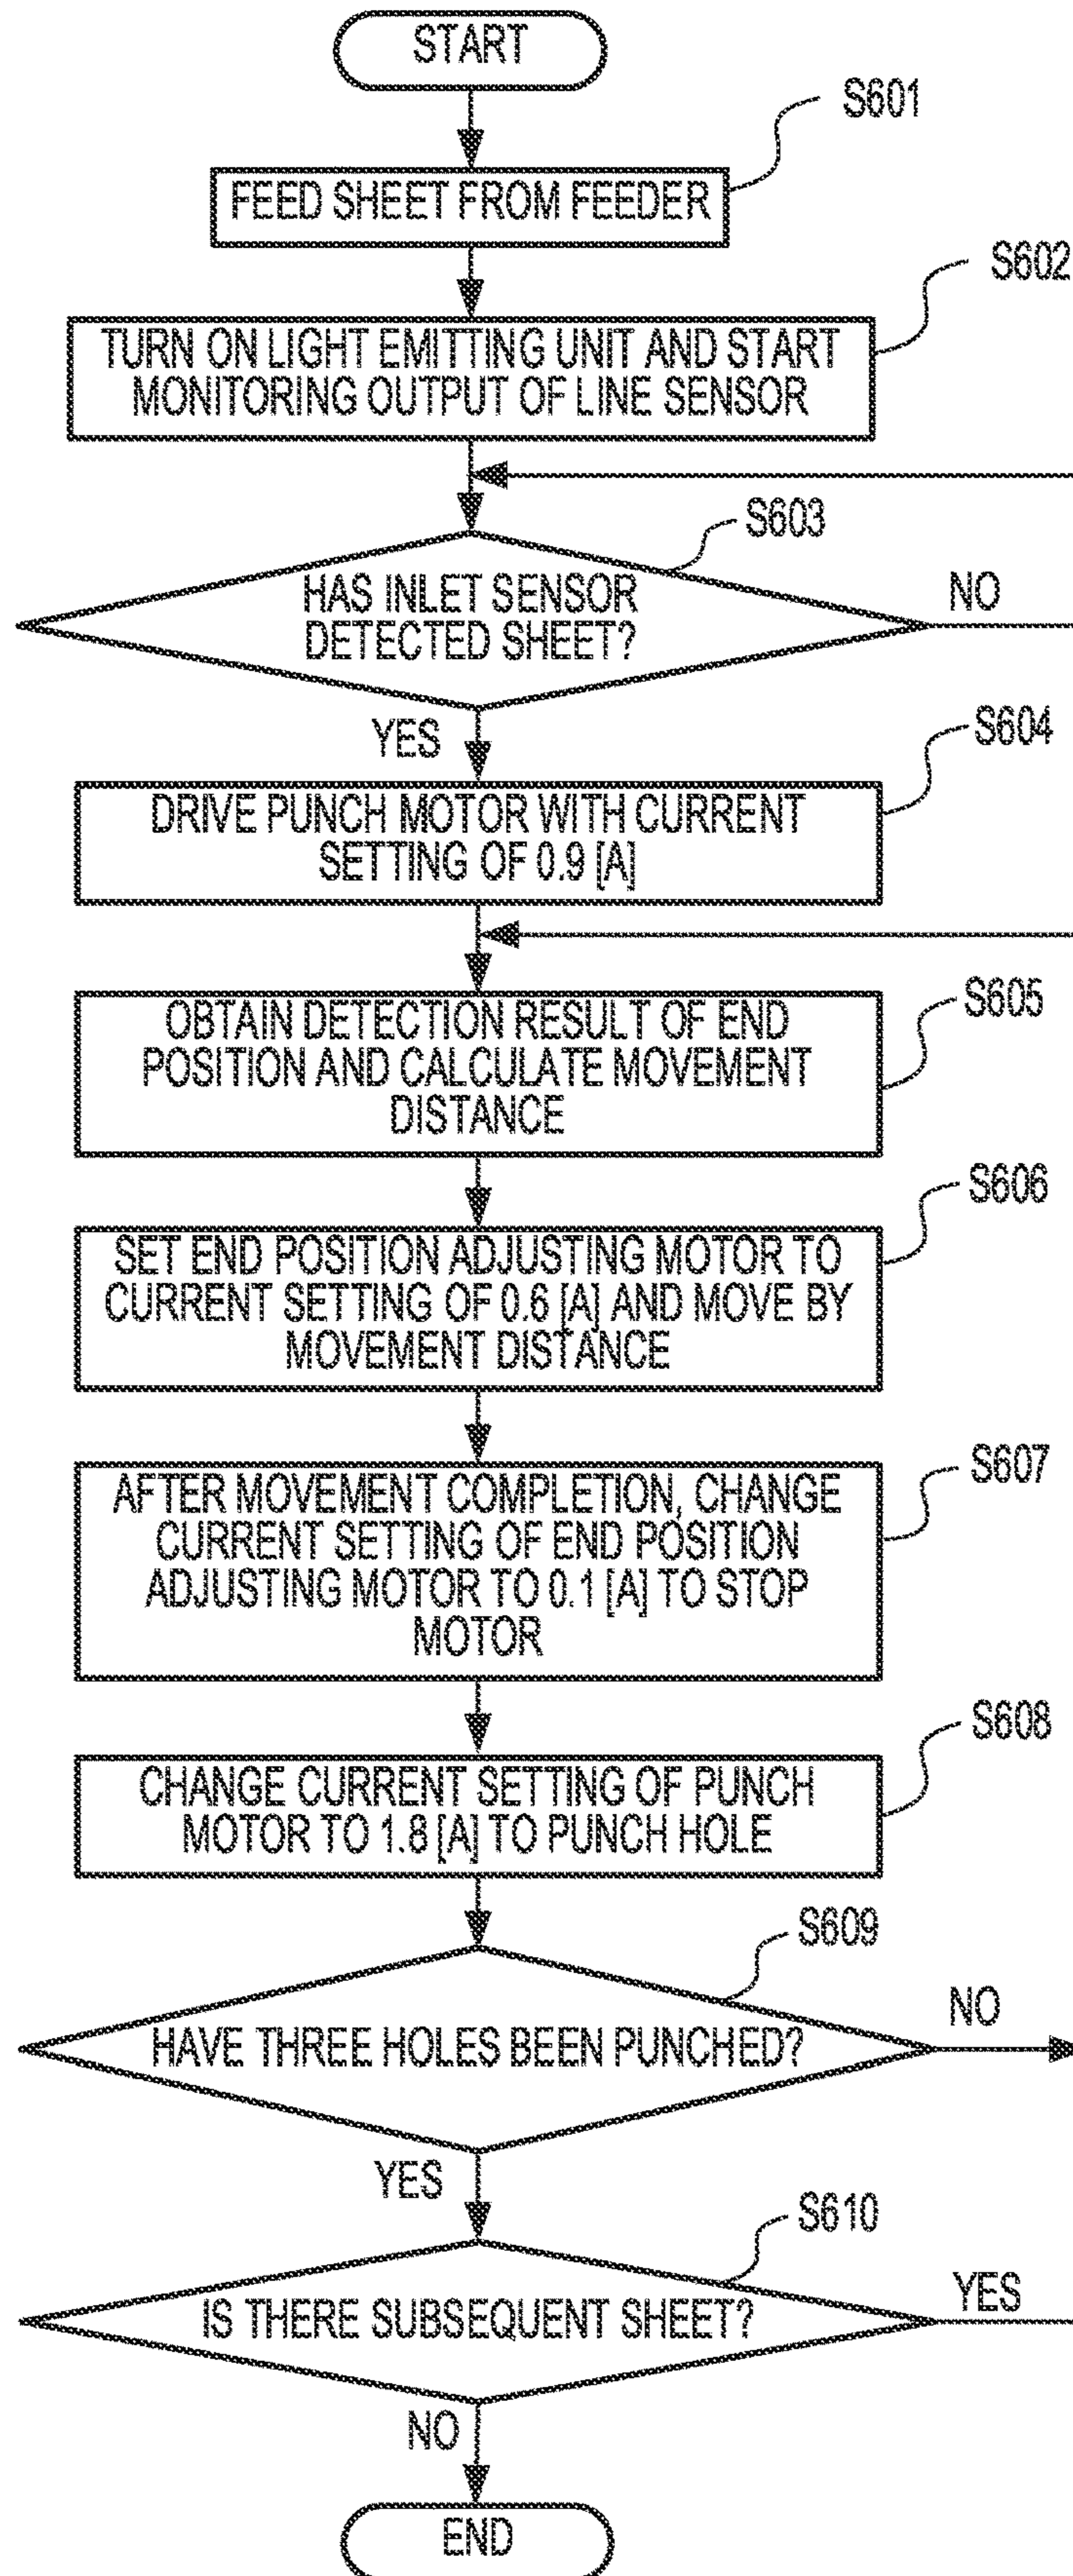 START
S601
FEED SHEET FROM FEEDER
S602
TURN ON LIGHT EMITTING UNIT AND START
MONITORING OUTPUT OF LINE SENSOR
S603
HAS INLET SENSOR
DETECTED SHEET?
NO
YES
S604
DRIVE PUNCH MOTOR WITH CURRENT
SETTING OF 0.9 [A]
S605
OBTAIN DETECTION RESULT OF END
POSITION AND CALCULATE MOVEMENT
DISTANCE
S606
SET END POSITION ADJUSTING MOTOR TO
CURRENT SETTING OF 0.6 [A] AND MOVE BY
MOVEMENT DISTANCE
S607
AFTER MOVEMENT COMPLETION, CHANGE
CURRENT SETTING OF END POSITION
ADJUSTING MOTOR TO 0.1 [A] TO STOP
MOTOR
S608
CHANGE CURRENT SETTING OF PUNCH
MOTOR TO 1.8 [A] TO PUNCH HOLE
S609
HAVE THREE HOLES BEEN PUNCHED?
NO
YES
S610
IS THERE SUBSEQUENT SHEET?
YES
NO
END